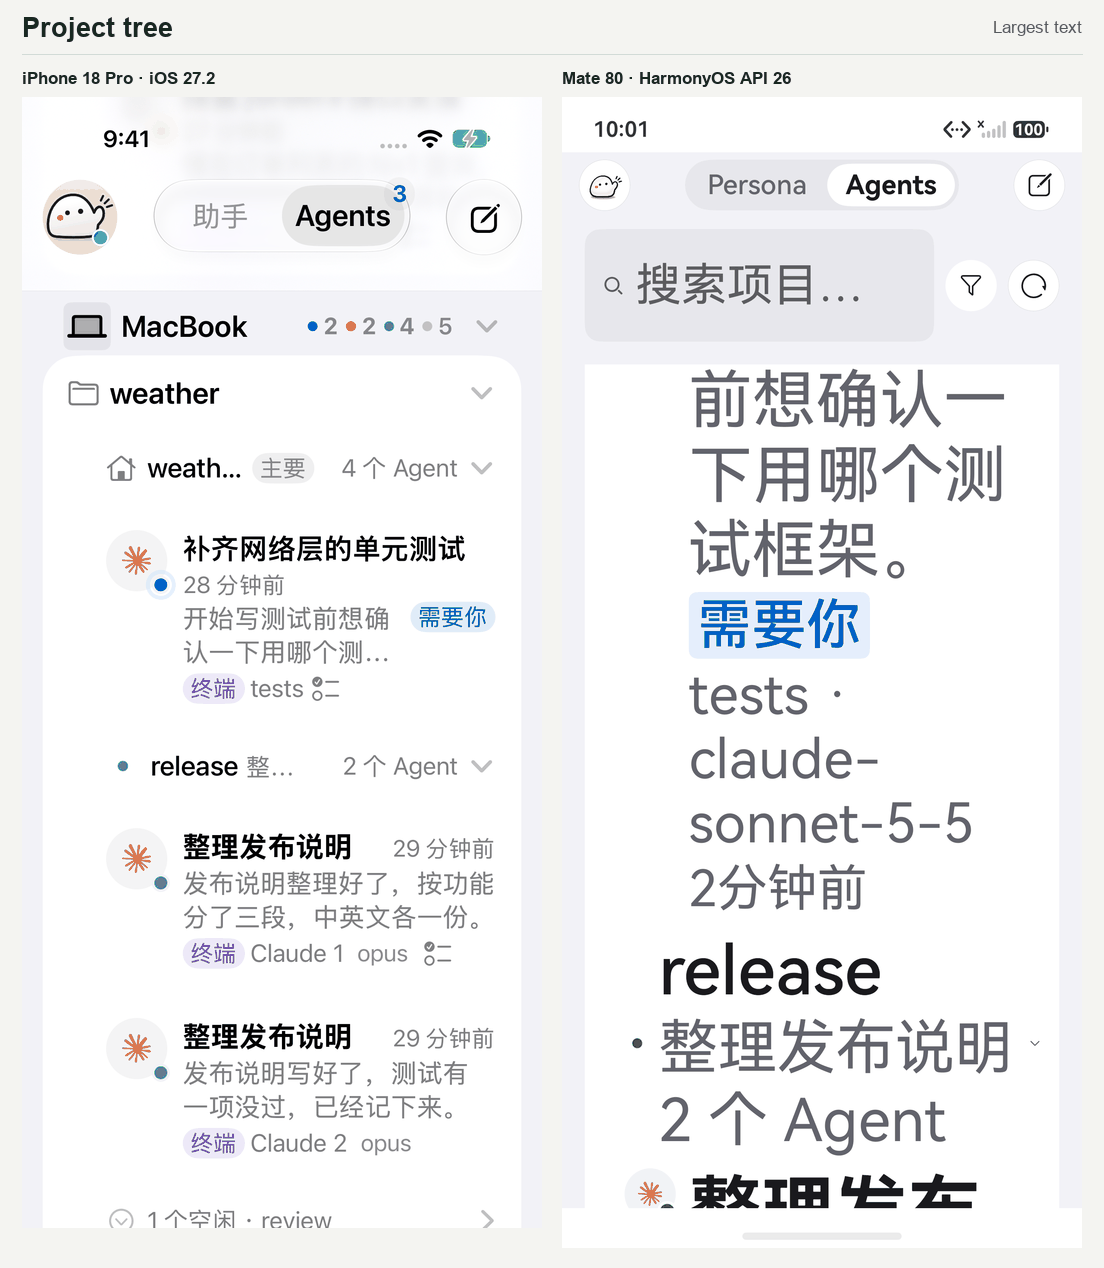 Project tree
Largest text
iPhone 18 Pro · iOS 27.2
9:41
助手
Agents
3
MacBook
2 2 4 5
weather
weath... 主要 4 个 Agent
补齐网络层的单元测试
28 分钟前
开始写测试前想确
认一下用哪个测...
需要你
终端 tests
release 整... 2 个 Agent
整理发布说明 29 分钟前
发布说明整理好了，按功能
分了三段，中英文各一份。
终端 Claude 1 opus
整理发布说明 29 分钟前
发布说明写好了，测试有
一项没过，已经记下来。
终端 Claude 2 opus
1 个空闲 · review
Mate 80 · HarmonyOS API 26
10:01
100
Persona
Agents
搜索项目...
前想确认一
下用哪个测
试框架。
需要你
tests ·
claude-
sonnet-5-5
2分钟前
release
整理发布说明
2 个 Agent
整理发布